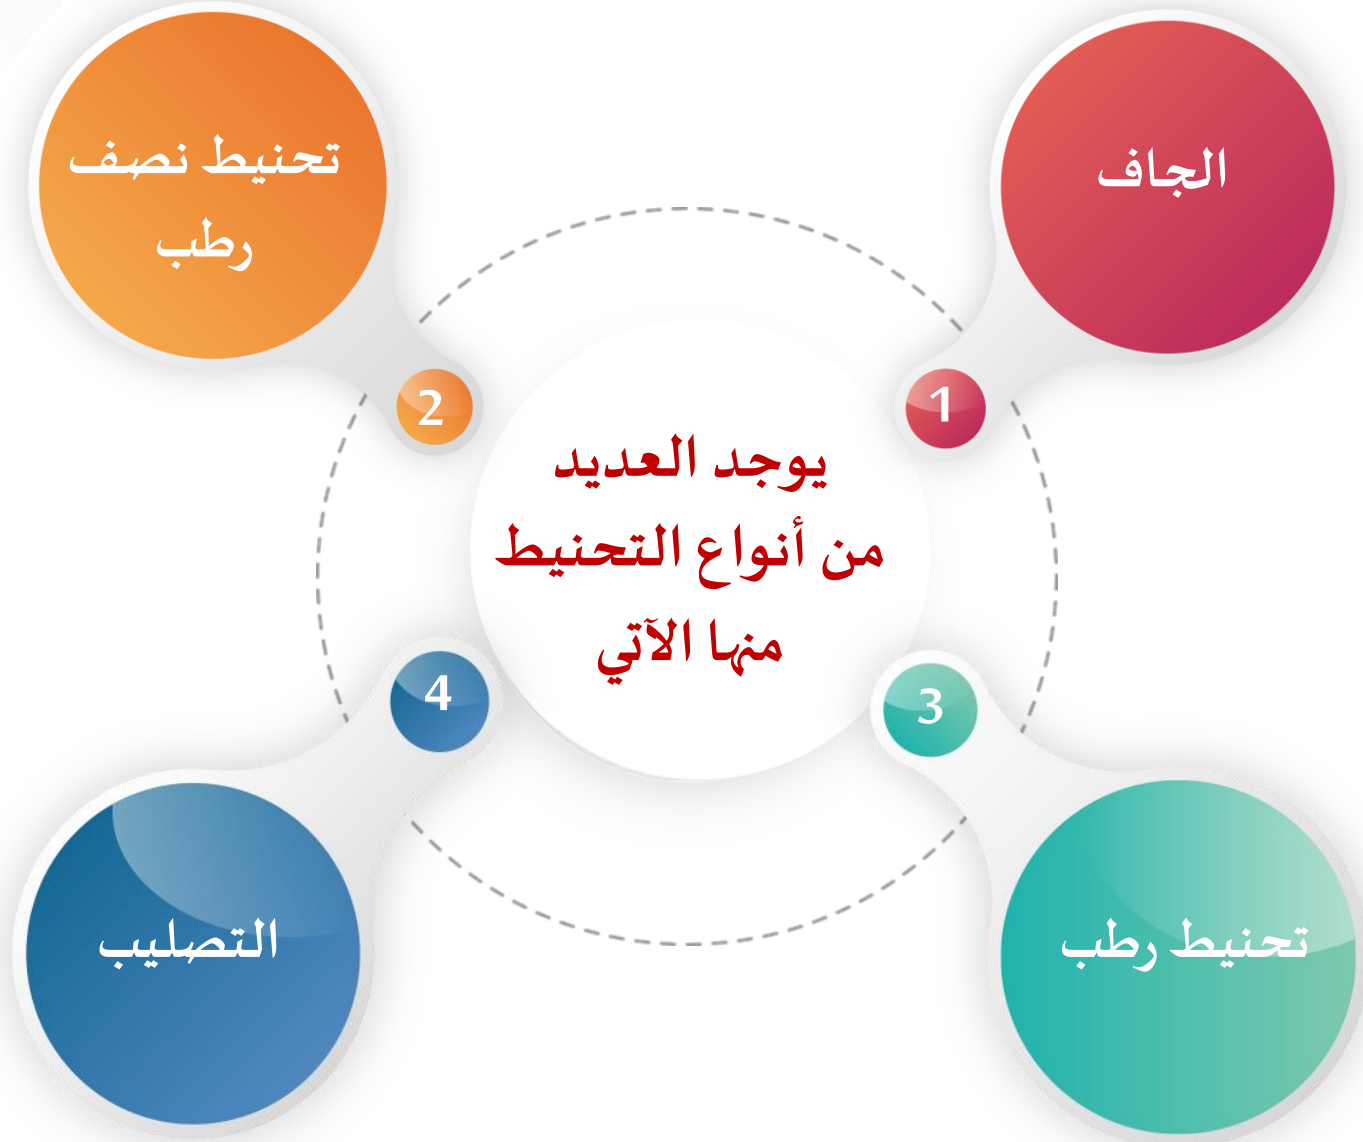 يوجد العديد
من أنواع التحنيط
منها الآتي
1
الجاف
2
تحنيط نصف
رطب
3
تحنيط رطب
4
التصليب